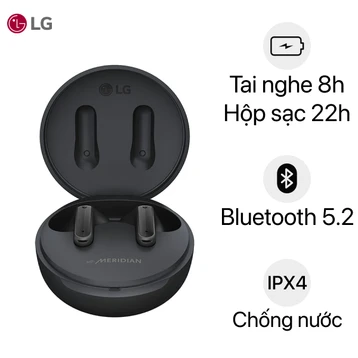 LG
LG
MERIDIAN
Tai nghe 8h
Hộp sạc 22h
Bluetooth 5.2
IPX4
Chống nước